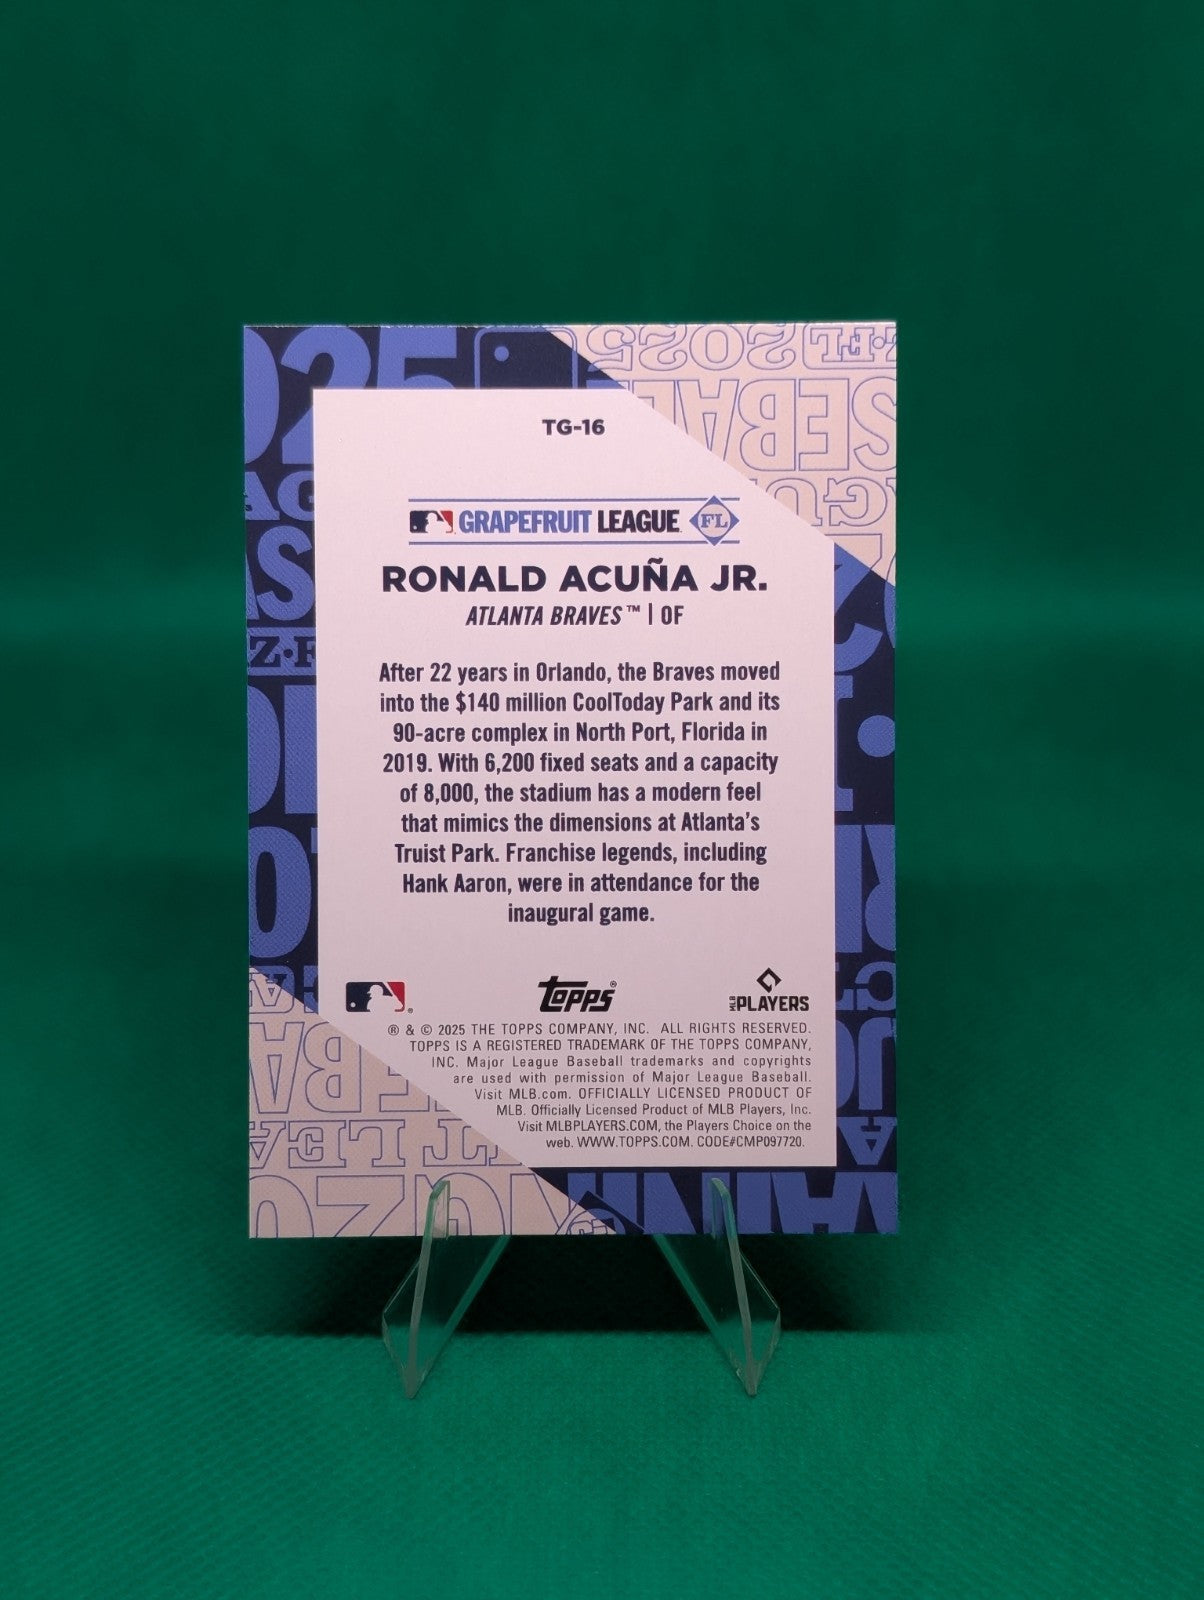 TG-16
GRAPEFRUIT LEAGUE FL
RONALD ACUÑA JR.
ATLANTA BRAVES™ | OF
After 22 years in Orlando, the Braves moved
into the $140 million CoolToday Park and its
90-acre complex in North Port, Florida in
2019. With 6,200 fixed seats and a capacity
of 8,000, the stadium has a modern feel
that mimics the dimensions at Atlanta's
Truist Park. Franchise legends, including
Hank Aaron, were in attendance for the
inaugural game.
topps® MLB PLAYERS
® & © 2025 THE TOPPS COMPANY, INC. ALL RIGHTS RESERVED.
TOPPS IS A REGISTERED TRADEMARK OF THE TOPPS COMPANY,
INC. Major League Baseball trademarks and copyrights
are used with permission of Major League Baseball.
Visit MLB.com. OFFICIALLY LICENSED PRODUCT OF
MLB. Officially Licensed Product of MLB Players, Inc.
Visit MLBPLAYERS.COM, the Players Choice on the
web. WWW.TOPPS.COM. CODE#CMP097720.